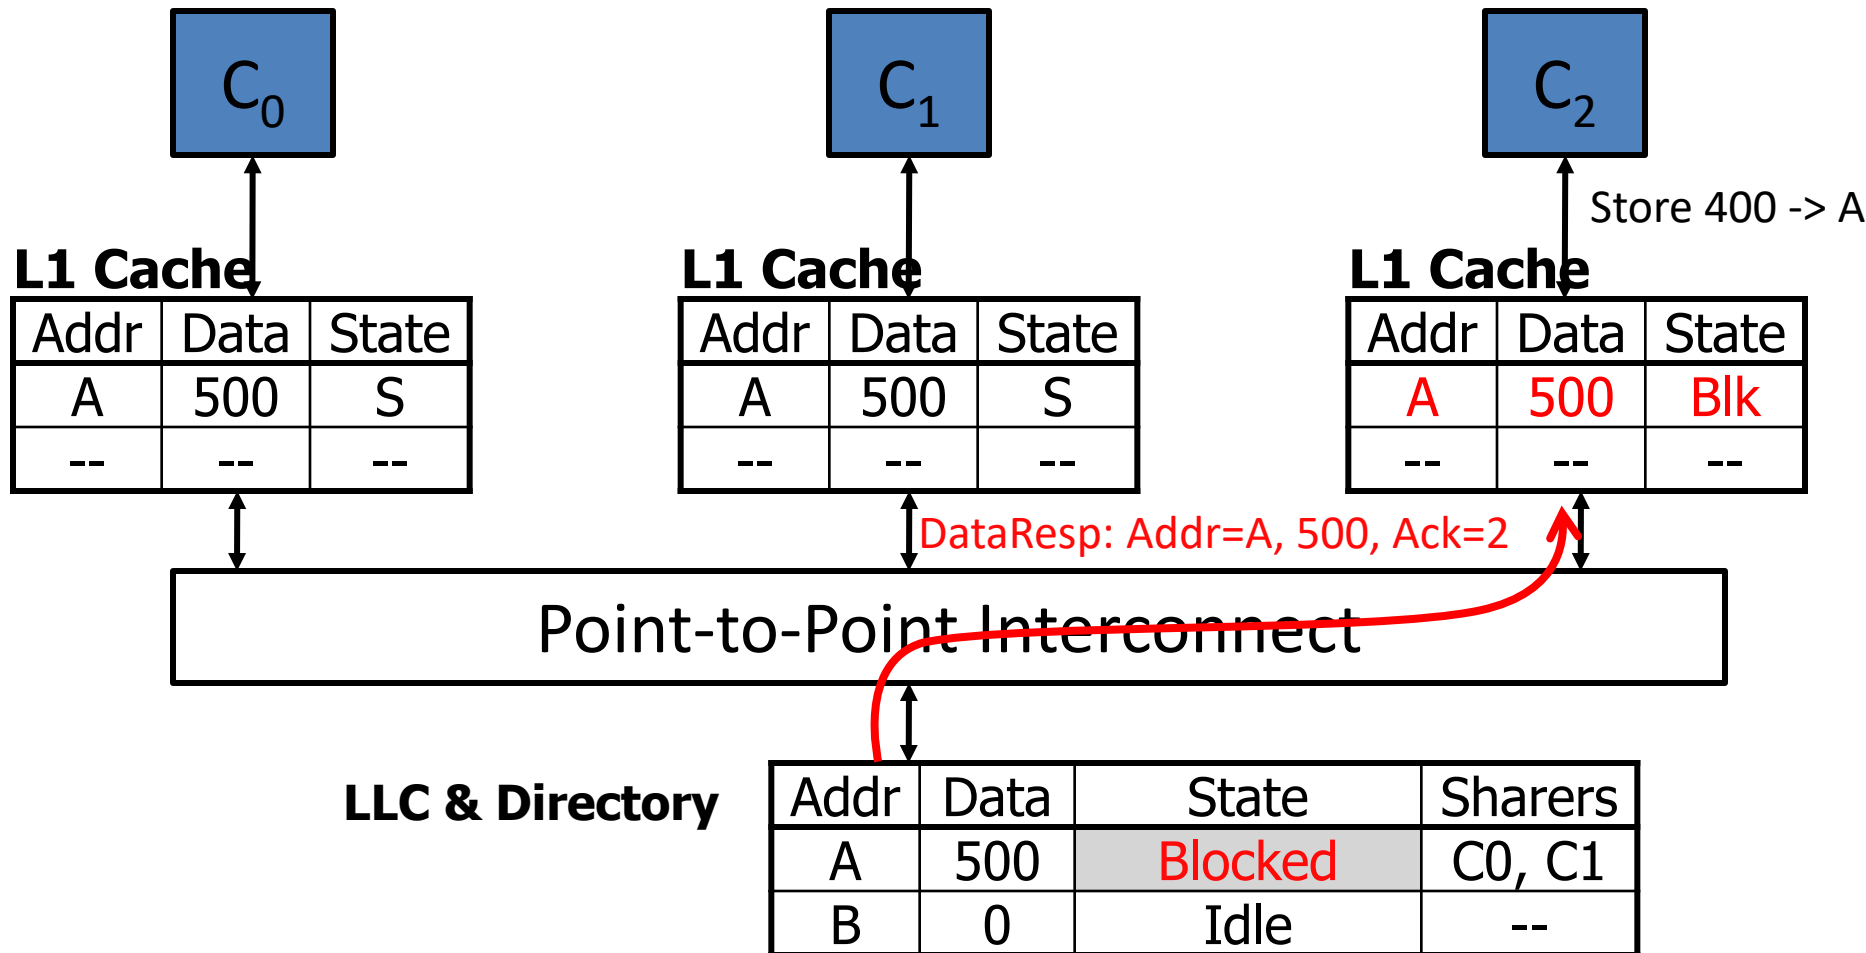 C0 C1 C2
Store 400 -> A
L1 Cache L1 Cache L1 Cache
Addr Data State Addr Data State Addr Data State
A 500 S A 500 S A 500 Blk
-- -- -- -- -- -- -- -- --
DataResp: Addr=A, 500, Ack=2
Point-to-Point Interconnect
LLC & Directory
Addr Data State Sharers
A 500 Blocked C0, C1
B 0 Idle --